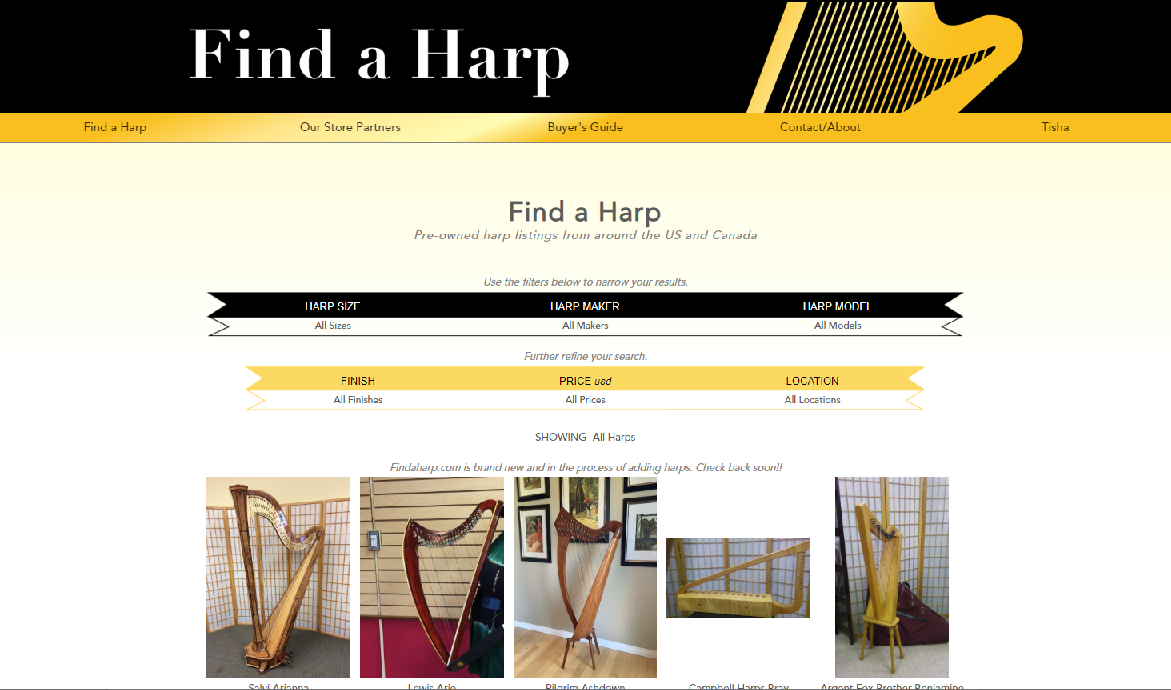 Find a Harp
Find a Harp Our Store Partners Buyer's Guide Contact/About Tisha
Find a Harp
Pre-owned harp listings from around the US and Canada
Use the filters below to narrow your results.
HARP SIZE HARP MAKER HARP MODEL
All Sizes All Makers All Models
Further refine your search.
FINISH PRICE usd LOCATION
All Finishes All Prices All Locations
SHOWING All Harps
Findaharp.com is brand new and in the process of adding harps. Check back soon!!
Salvi Arianna Lewis Arie Pilgrim Ashdown Campbell Harps Bray Argent Fox Brother Benjamine